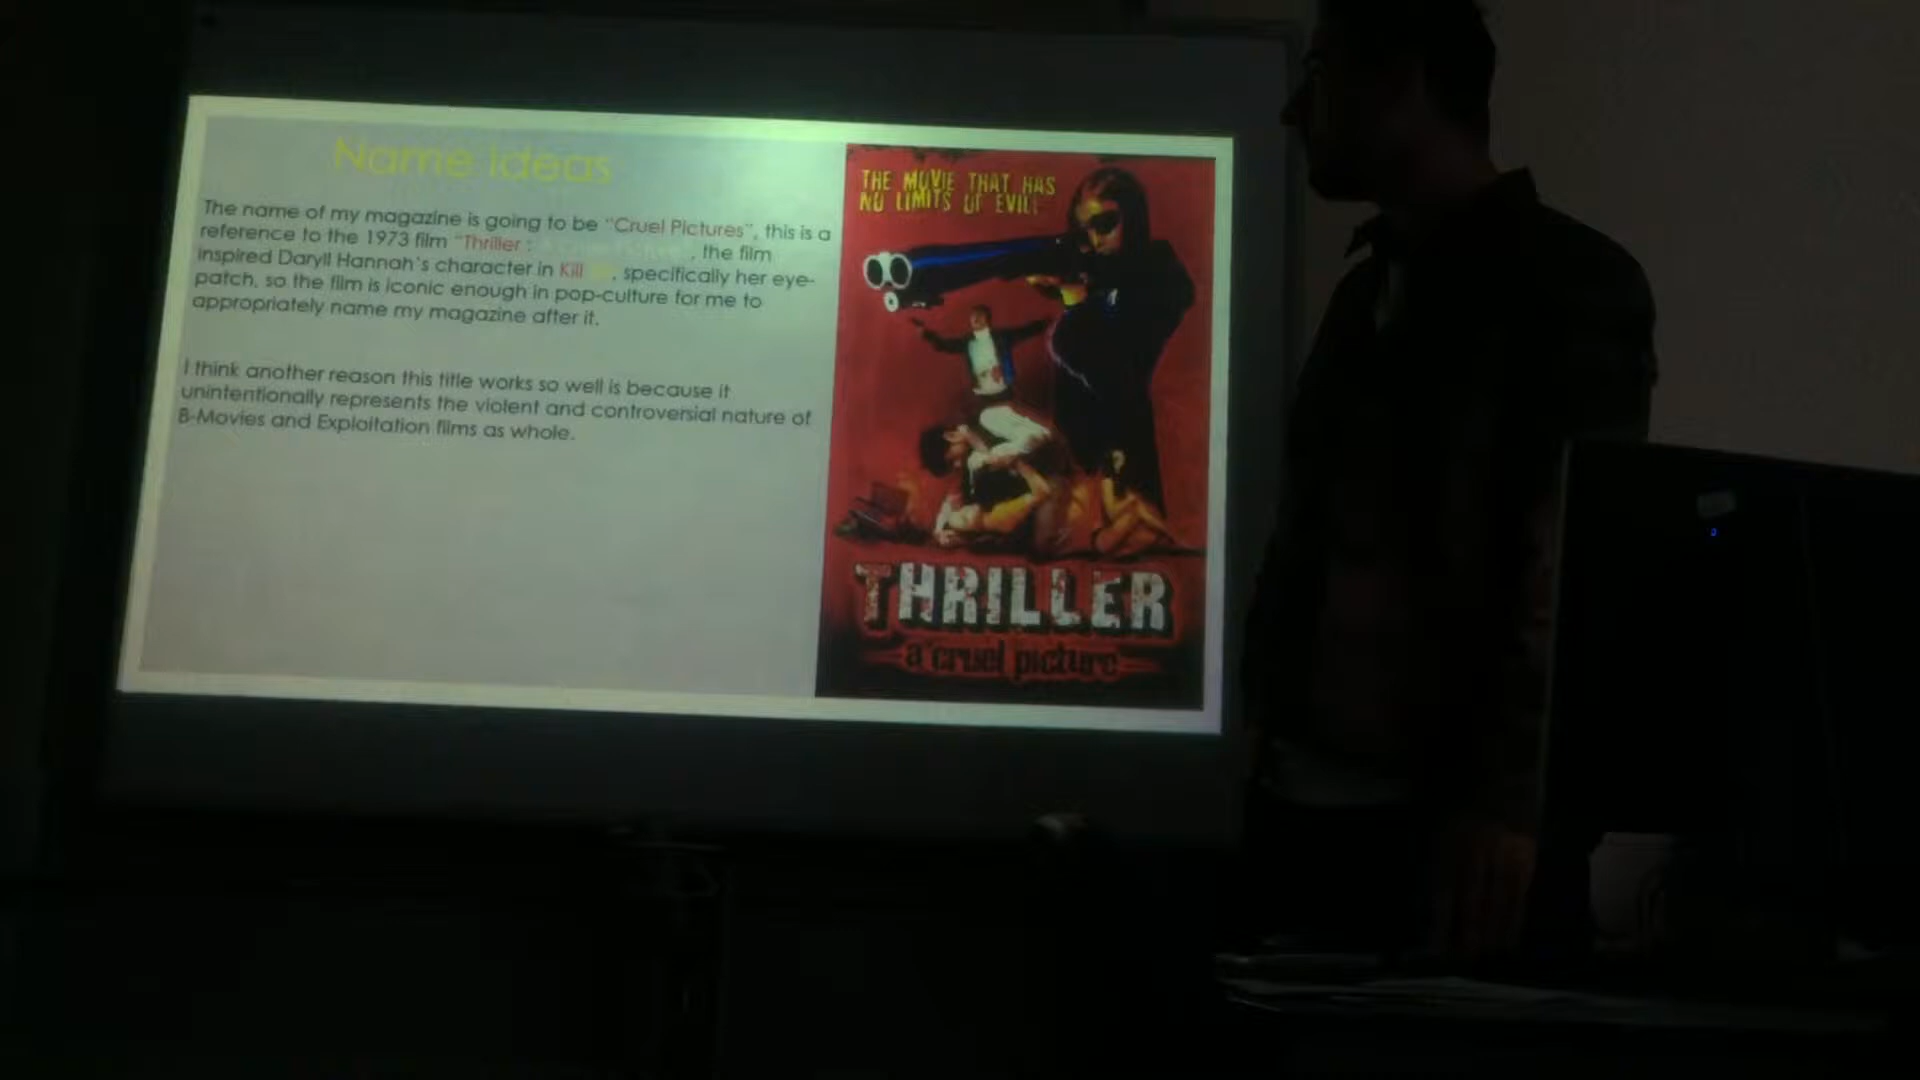 Name Ideas
The name of my magazine is going to be "Cruel Pictures", this is a
reference to the 1973 film "Thriller : , the film
inspired Daryll Hannah's character in Kill , specifically her eye-
patch, so the film is iconic enough in pop-culture for me to
appropriately name my magazine after it.
I think another reason this title works so well is because it
unintentionally represents the violent and controversial nature of
B-Movies and Exploitation films as whole.
THE MOVIE THAT HAS
NO LIMITS OF EVIL!
THRILLER
a cruel picture